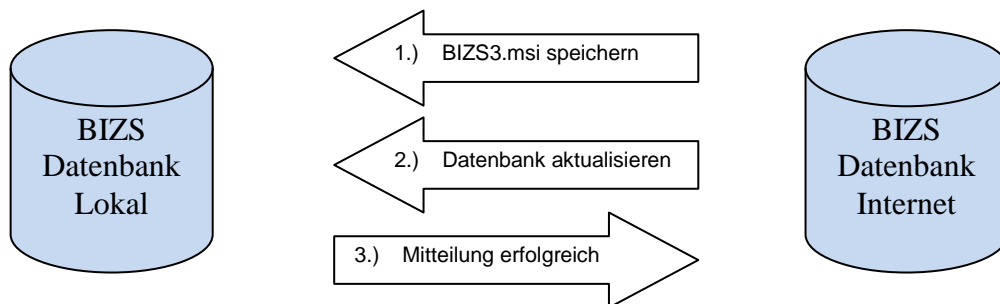 BIZS
Datenbank
Lokal
1.) BIZS3.msi speichern
2.) Datenbank aktualisieren
3.) Mitteilung erfolgreich
BIZS
Datenbank
Internet